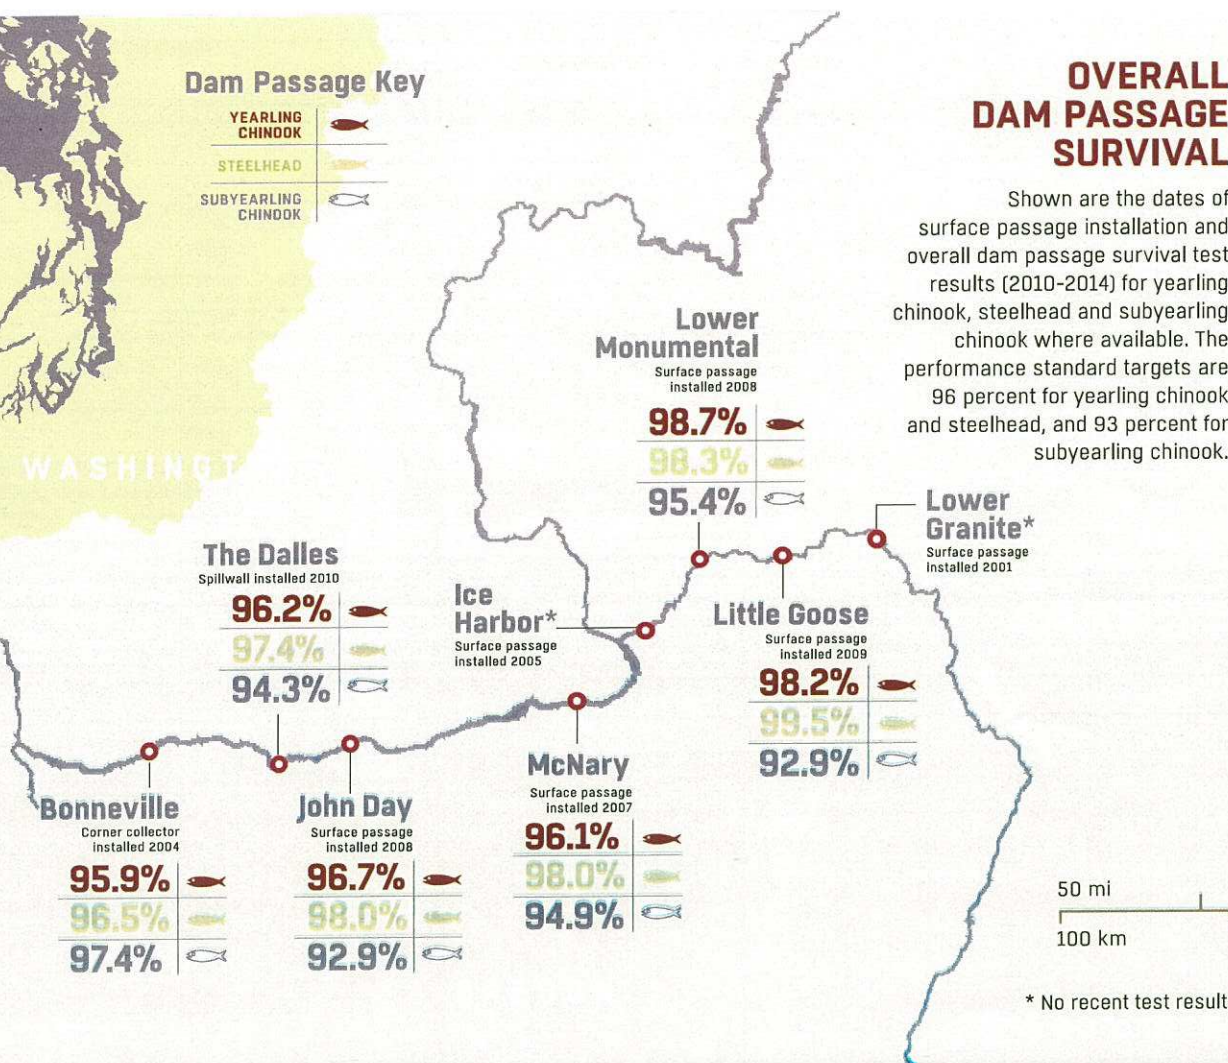 Dam Passage Key
YEARLING
CHINOOK
STEELHEAD
SUBYEARLING
CHINOOK
OVERALL
DAM PASSAGE
SURVIVAL
Shown are the dates of
surface passage installation and
overall dam passage survival test
results (2010-2014) for yearling
chinook, steelhead and subyearling
chinook where available. The
performance standard targets are
96 percent for yearling chinook
and steelhead, and 93 percent for
subyearling chinook.
WASHINGT
Lower
Monumental
Surface passage
installed 2008
98.7%
98.3%
95.4%
Lower
Granite*
Surface passage
installed 2001
The Dalles
Spillwall installed 2010
96.2%
97.4%
94.3%
Ice
Harbor*
Surface passage
installed 2005
Little Goose
Surface passage
installed 2009
98.2%
99.5%
92.9%
Bonneville
Corner collector
installed 2004
95.9%
96.5%
97.4%
John Day
Surface passage
installed 2008
96.7%
98.0%
92.9%
McNary
Surface passage
installed 2007
96.1%
98.0%
94.9%
50 mi
100 km
* No recent test result